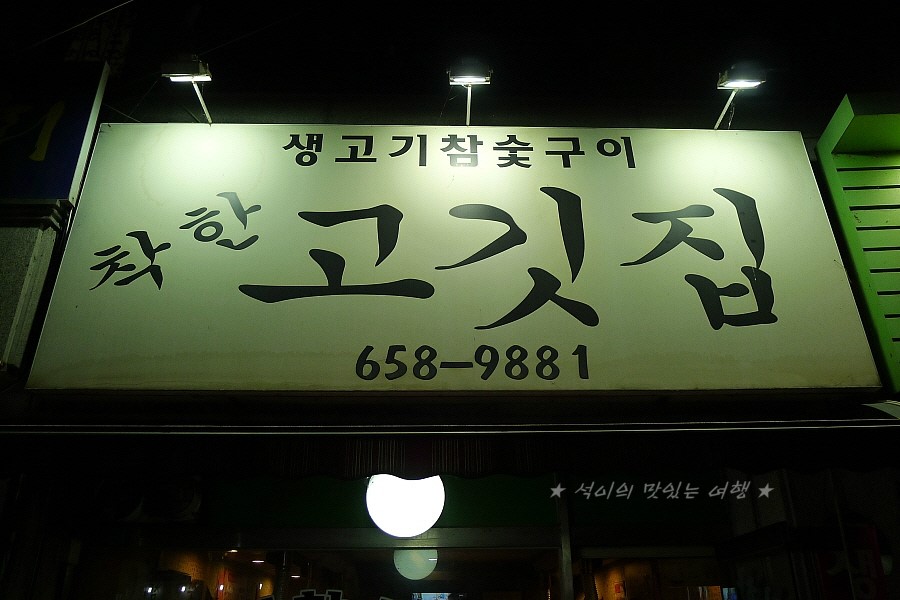 생고기참숯구이
착한 고깃집
658-9881
★ 석이의 맛있는 여행 ★